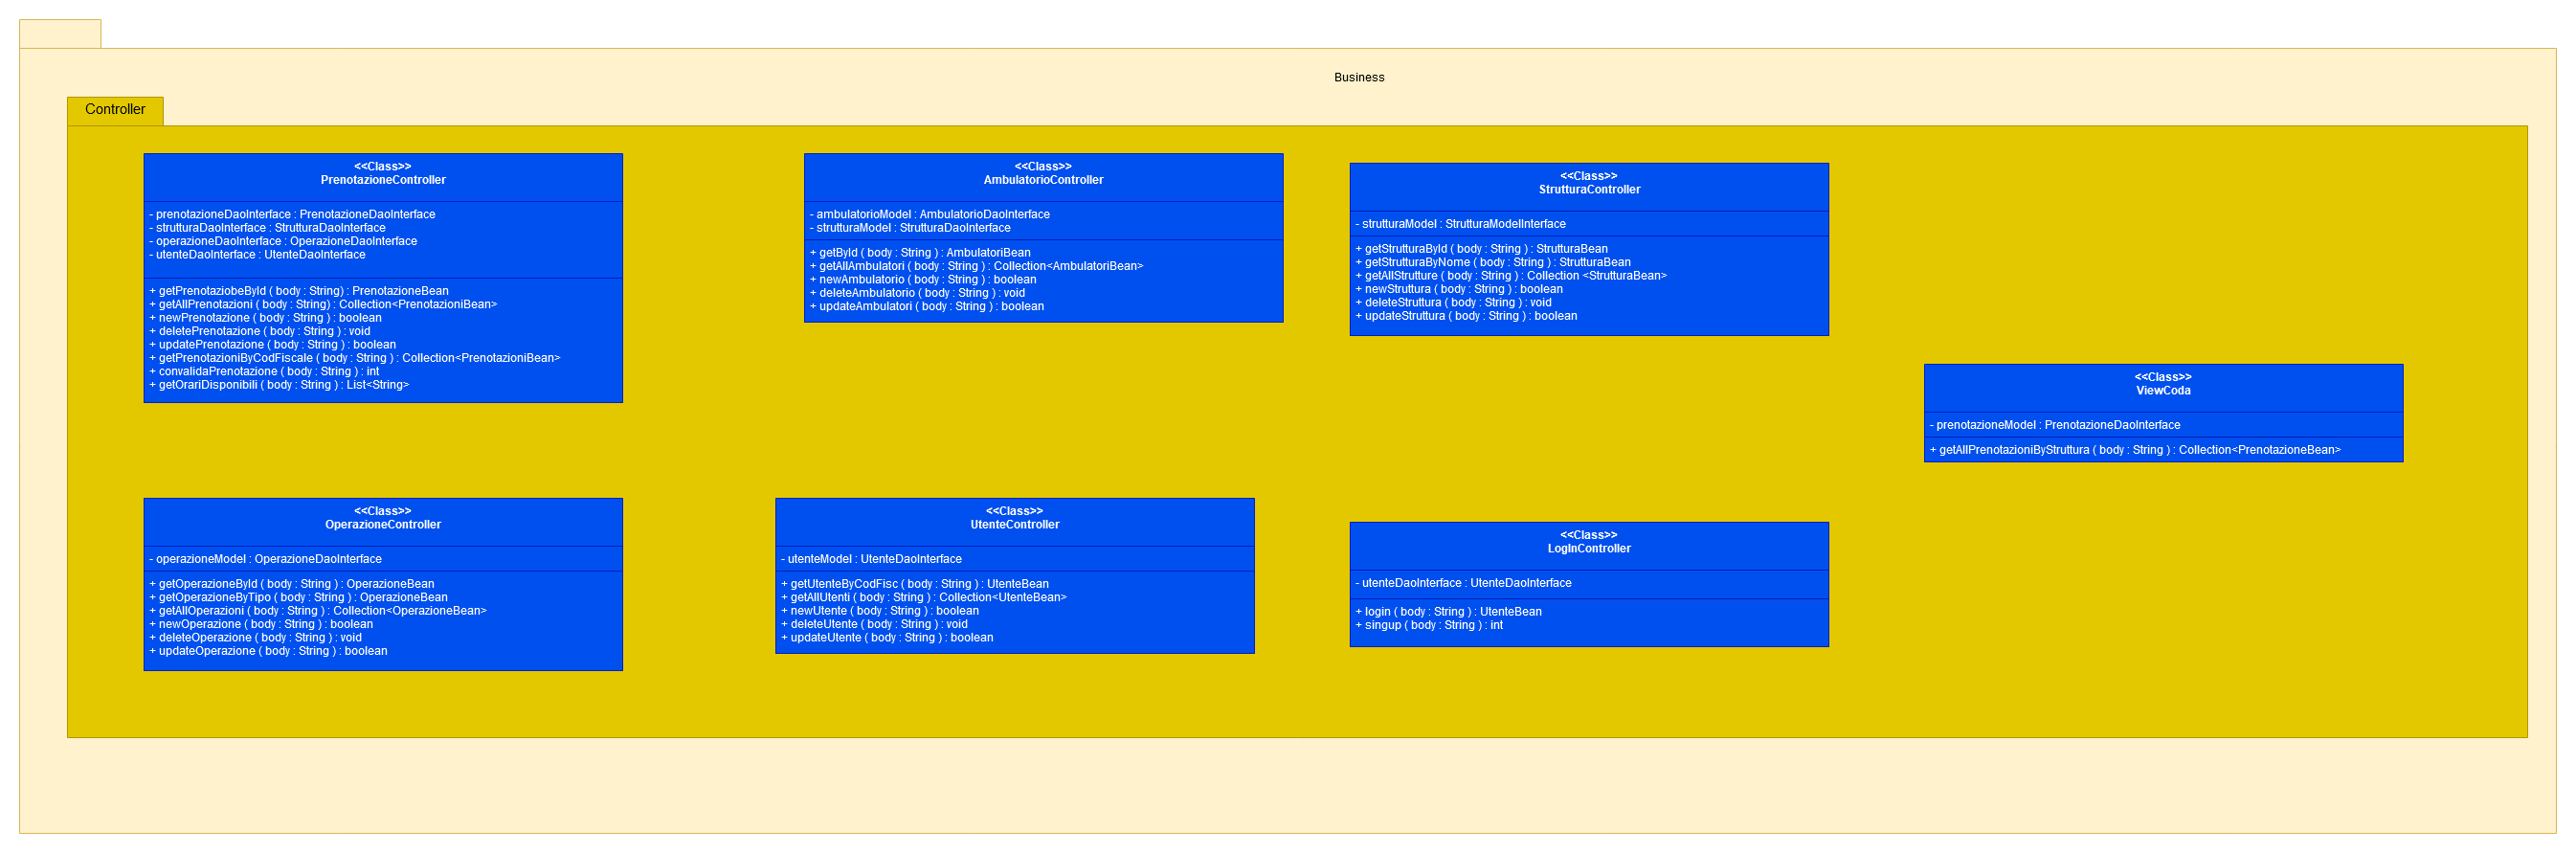 Business
Controller
<<Class>>
PrenotazioneController
- prenotazioneDaoInterface : PrenotazioneDaoInterface
- strutturaDaoInterface : StrutturaDaoInterface
- operazioneDaoInterface : OperazioneDaoInterface
- utenteDaoInterface : UtenteDaoInterface
+ getPrenotaziobeById ( body : String) : PrenotazioneBean
+ getAllPrenotazioni ( body : String) : Collection<PrenotazioniBean>
+ newPrenotazione ( body : String ) : boolean
+ deletePrenotazione ( body : String ) : void
+ updatePrenotazione ( body : String ) : boolean
+ getPrenotazioniByCodFiscale ( body : String ) : Collection<PrenotazioniBean>
+ convalidaPrenotazione ( body : String ) : int
+ getOrariDisponibili ( body : String ) : List<String>
<<Class>>
AmbulatorioController
- ambulatorioModel : AmbulatorioDaoInterface
- strutturaModel : StrutturaDaoInterface
+ getById ( body : String ) : AmbulatoriBean
+ getAllAmbulatori ( body : String ) : Collection<AmbulatoriBean>
+ newAmbulatorio ( body : String ) : boolean
+ deleteAmbulatorio ( body : String ) : void
+ updateAmbulatori ( body : String ) : boolean
<<Class>>
StrutturaController
- strutturaModel : StrutturaModelInterface
+ getStrutturaById ( body : String ) : StrutturaBean
+ getStrutturaByNome ( body : String ) : StrutturaBean
+ getAllStrutture ( body : String ) : Collection <StrutturaBean>
+ newStruttura ( body : String ) : boolean
+ deleteStruttura ( body : String ) : void
+ updateStruttura ( body : String ) : boolean
<<Class>>
ViewCoda
- prenotazioneModel : PrenotazioneDaoInterface
+ getAllPrenotazioniByStruttura ( body : String ) : Collection<PrenotazioneBean>
<<Class>>
OperazioneController
- operazioneModel : OperazioneDaoInterface
+ getOperazioneById ( body : String ) : OperazioneBean
+ getOperazioneByTipo ( body : String ) : OperazioneBean
+ getAllOperazioni ( body : String ) : Collection<OperazioneBean>
+ newOperazione ( body : String ) : boolean
+ deleteOperazione ( body : String ) : void
+ updateOperazione ( body : String ) : boolean
<<Class>>
UtenteController
- utenteModel : UtenteDaoInterface
+ getUtenteByCodFisc ( body : String ) : UtenteBean
+ getAllUtenti ( body : String ) : Collection<UtenteBean>
+ newUtente ( body : String ) : boolean
+ deleteUtente ( body : String ) : void
+ updateUtente ( body : String ) : boolean
<<Class>>
LogInController
- utenteDaoInterface : UtenteDaoInterface
+ login ( body : String ) : UtenteBean
+ singup ( body : String ) : int